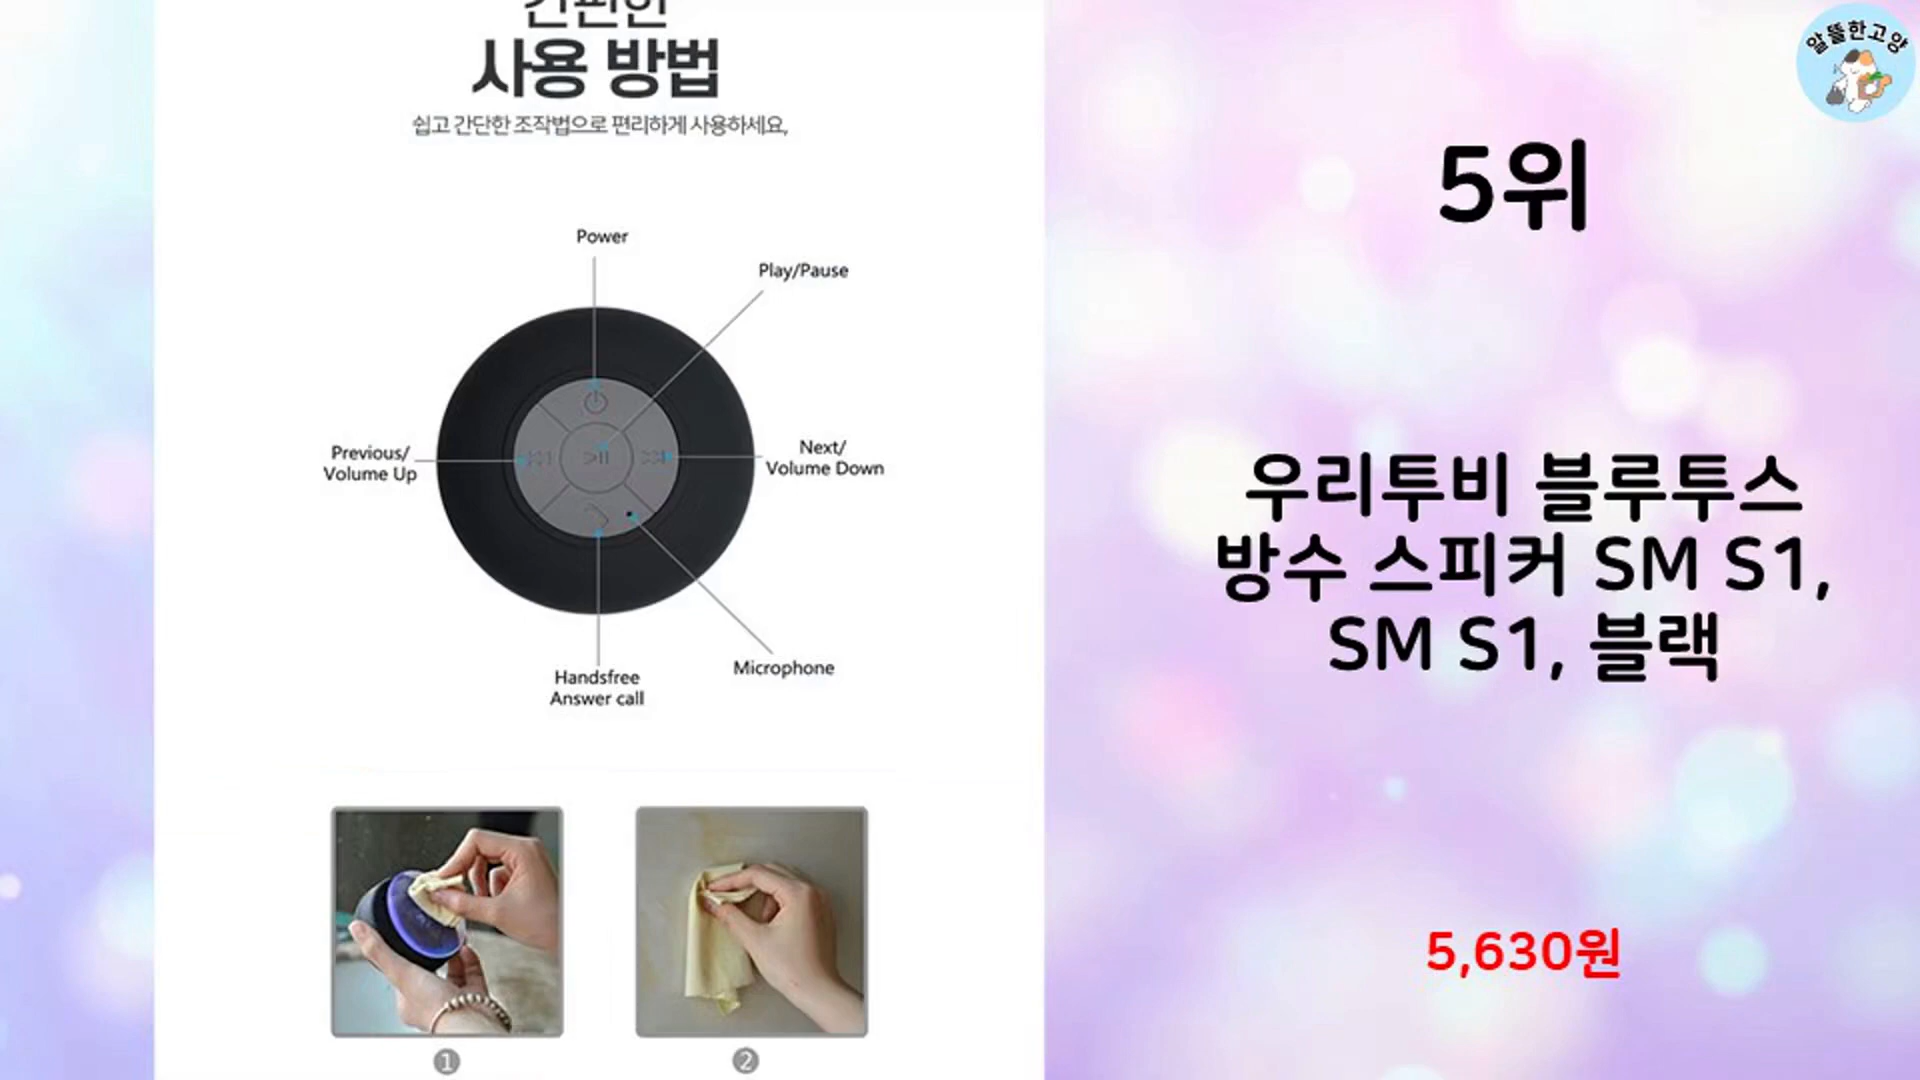 간편한
사용 방법
쉽고 간단한 조작법으로 편리하게 사용하세요,
Power
Play/Pause
Previous/
Volume Up
Next/
Volume Down
Handsfree
Answer call
Microphone
1
2
알뜰한고양
5위
우리투비 블루투스
방수 스피커 SM S1,
SM S1, 블랙
5,630원